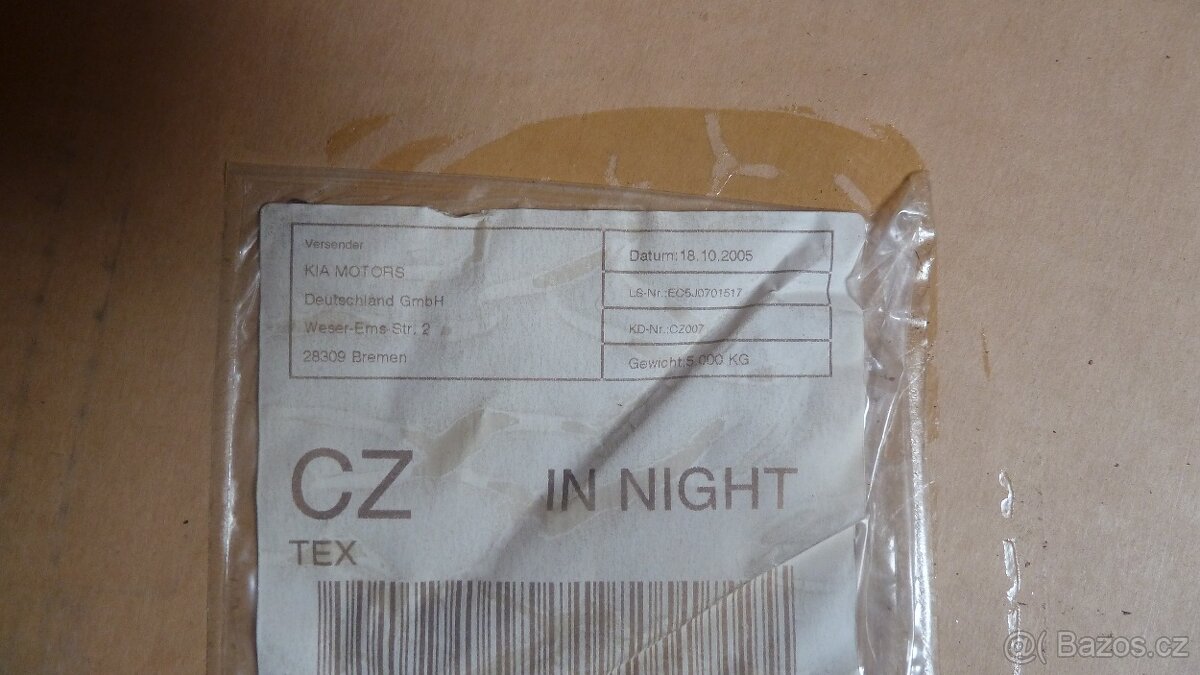 Versender
KIA MOTORS
Deutschland GmbH
Weser-Ems-Str. 2
28309 Bremen
Datum:18.10.2005
LS-Nr.:EC5J0701517
KD-Nr.:CZ007
Gewicht:5.000 KG
CZ
IN NIGHT
TEX
Bazos.cz